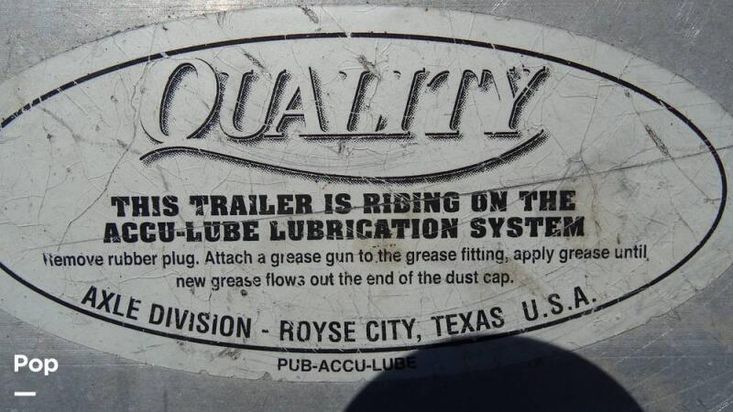 QUALITY
THIS TRAILER IS RIDING ON THE
ACCU-LUBE LUBRICATION SYSTEM
Remove rubber plug. Attach a grease gun to the grease fitting, apply grease until
new grease flows out the end of the dust cap.
AXLE DIVISION - ROYSE CITY, TEXAS U.S.A.
PUB-ACCU-LUBE
Pop